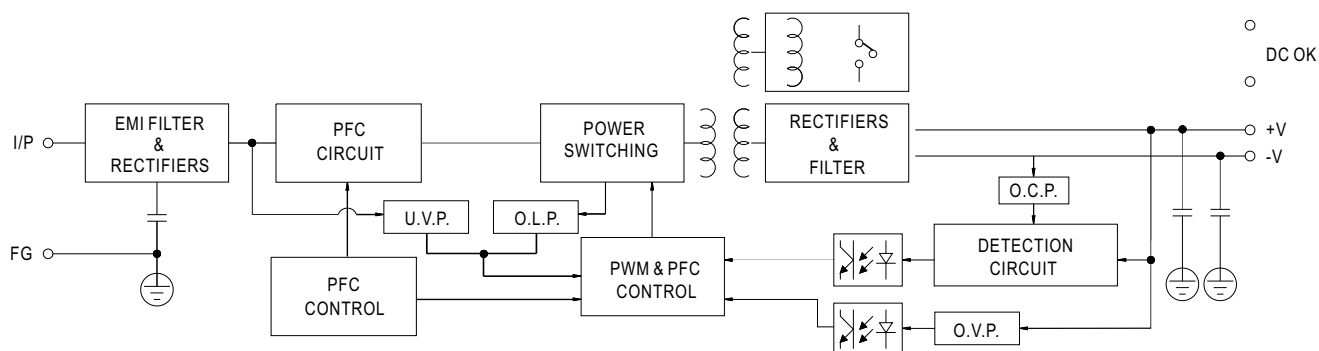 DC OK
I/P
EMI FILTER
&
RECTIFIERS
PFC
CIRCUIT
POWER
SWITCHING
RECTIFIERS
&
FILTER
+V
-V
O.C.P.
U.V.P.
O.L.P.
FG
PFC
CONTROL
PWM & PFC
CONTROL
DETECTION
CIRCUIT
O.V.P.